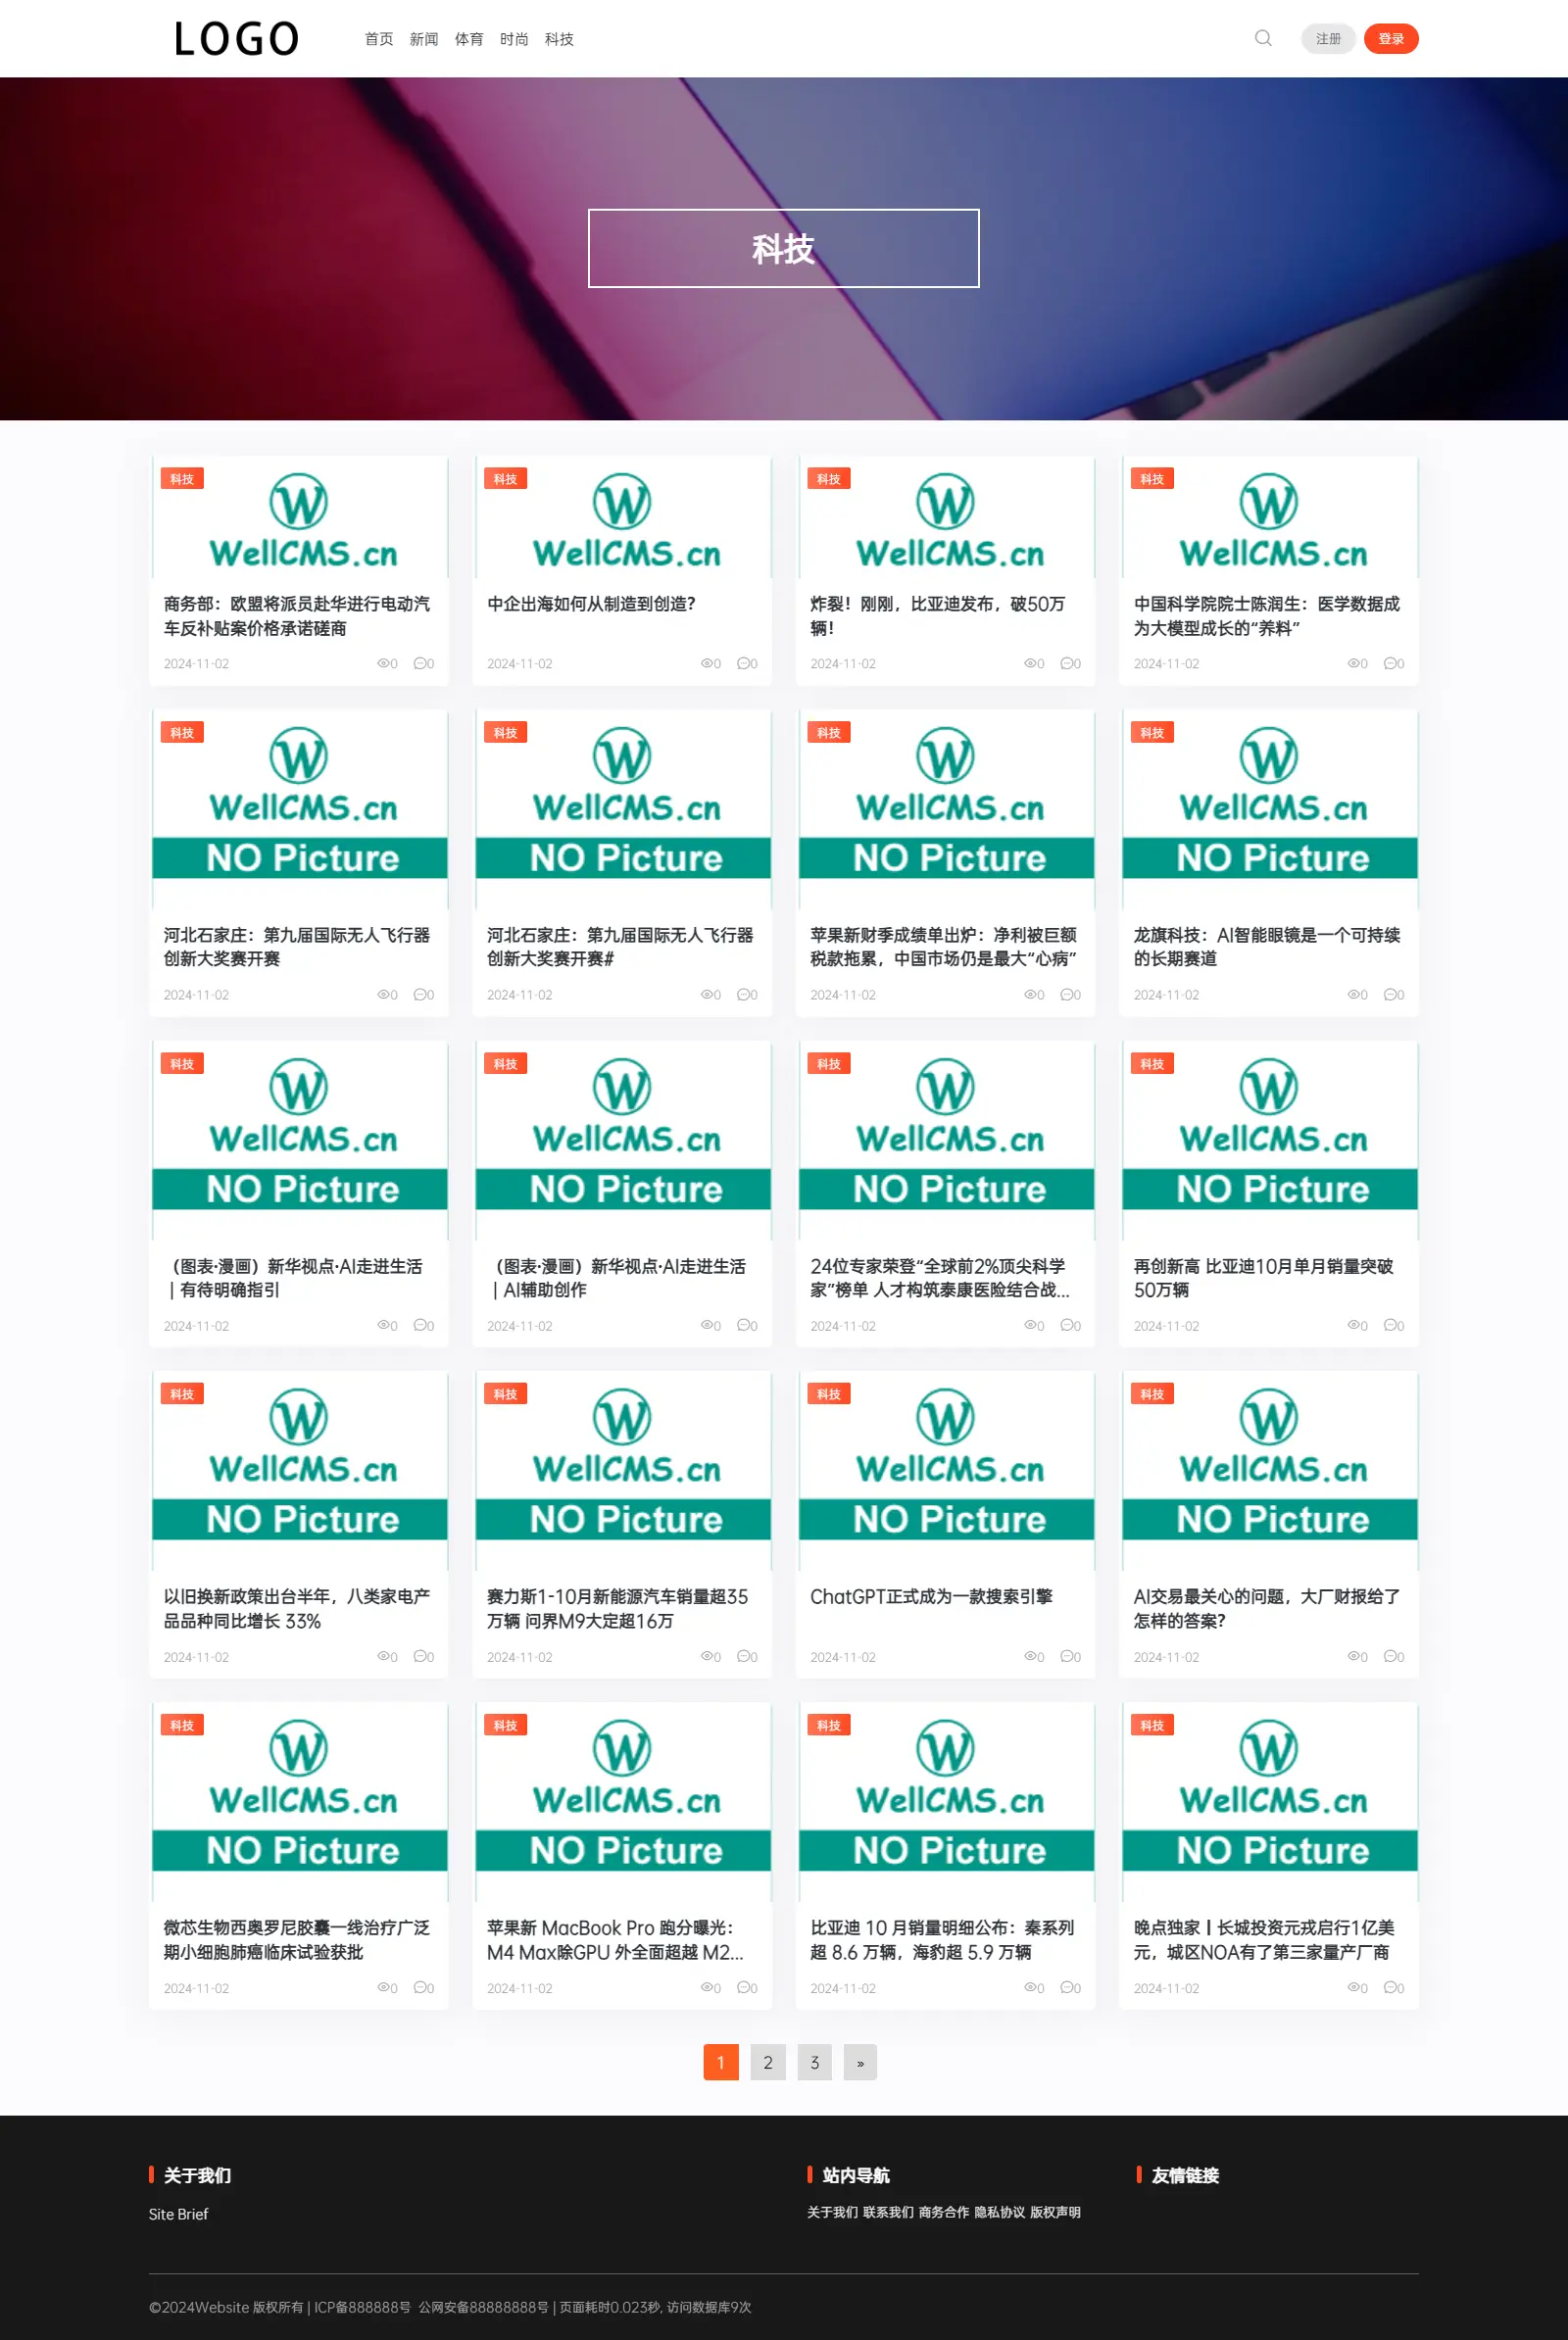 LOGO
首页 新闻 体育 时尚 科技
注册 登录
科技
科技
WellCMS.cn
商务部：欧盟将派员赴华进行电动汽
车反补贴案价格承诺磋商
2024-11-02 0 0
科技
WellCMS.cn
中企出海如何从制造到创造？
2024-11-02 0 0
科技
WellCMS.cn
炸裂！刚刚，比亚迪发布，破50万
辆！
2024-11-02 0 0
科技
WellCMS.cn
中国科学院院士陈润生：医学数据成
为大模型成长的“养料”
2024-11-02 0 0
科技
WellCMS.cn
NO Picture
河北石家庄：第九届国际无人飞行器
创新大奖赛开赛
2024-11-02 0 0
科技
WellCMS.cn
NO Picture
河北石家庄：第九届国际无人飞行器
创新大奖赛开赛#
2024-11-02 0 0
科技
WellCMS.cn
NO Picture
苹果新财季成绩单出炉：净利被巨额
税款拖累，中国市场仍是最大“心病”
2024-11-02 0 0
科技
WellCMS.cn
NO Picture
龙旗科技：AI智能眼镜是一个可持续
的长期赛道
2024-11-02 0 0
科技
WellCMS.cn
NO Picture
（图表·漫画）新华视点·AI走进生活
｜有待明确指引
2024-11-02 0 0
科技
WellCMS.cn
NO Picture
（图表·漫画）新华视点·AI走进生活
｜AI辅助创作
2024-11-02 0 0
科技
WellCMS.cn
NO Picture
24位专家荣登“全球前2%顶尖科学
家”榜单 人才构筑泰康医险结合战...
2024-11-02 0 0
科技
WellCMS.cn
NO Picture
再创新高 比亚迪10月单月销量突破
50万辆
2024-11-02 0 0
科技
WellCMS.cn
NO Picture
以旧换新政策出台半年，八类家电产
品品种同比增长 33%
2024-11-02 0 0
科技
WellCMS.cn
NO Picture
赛力斯1-10月新能源汽车销量超35
万辆 问界M9大定超16万
2024-11-02 0 0
科技
WellCMS.cn
NO Picture
ChatGPT正式成为一款搜索引擎
2024-11-02 0 0
科技
WellCMS.cn
NO Picture
AI交易最关心的问题，大厂财报给了
怎样的答案？
2024-11-02 0 0
科技
WellCMS.cn
NO Picture
微芯生物西奥罗尼胶囊一线治疗广泛
期小细胞肺癌临床试验获批
2024-11-02 0 0
科技
WellCMS.cn
NO Picture
苹果新 MacBook Pro 跑分曝光：
M4 Max除GPU 外全面超越 M2...
2024-11-02 0 0
科技
WellCMS.cn
NO Picture
比亚迪 10 月销量明细公布：秦系列
超 8.6 万辆，海豹超 5.9 万辆
2024-11-02 0 0
科技
WellCMS.cn
NO Picture
晚点独家丨长城投资元戎启行1亿美
元，城区NOA有了第三家量产厂商
2024-11-02 0 0
1 2 3 »
关于我们
Site Brief
站内导航
关于我们 联系我们 商务合作 隐私协议 版权声明
友情链接
©2024Website 版权所有 | ICP备888888号 公网安备88888888号 | 页面耗时0.023秒, 访问数据库9次